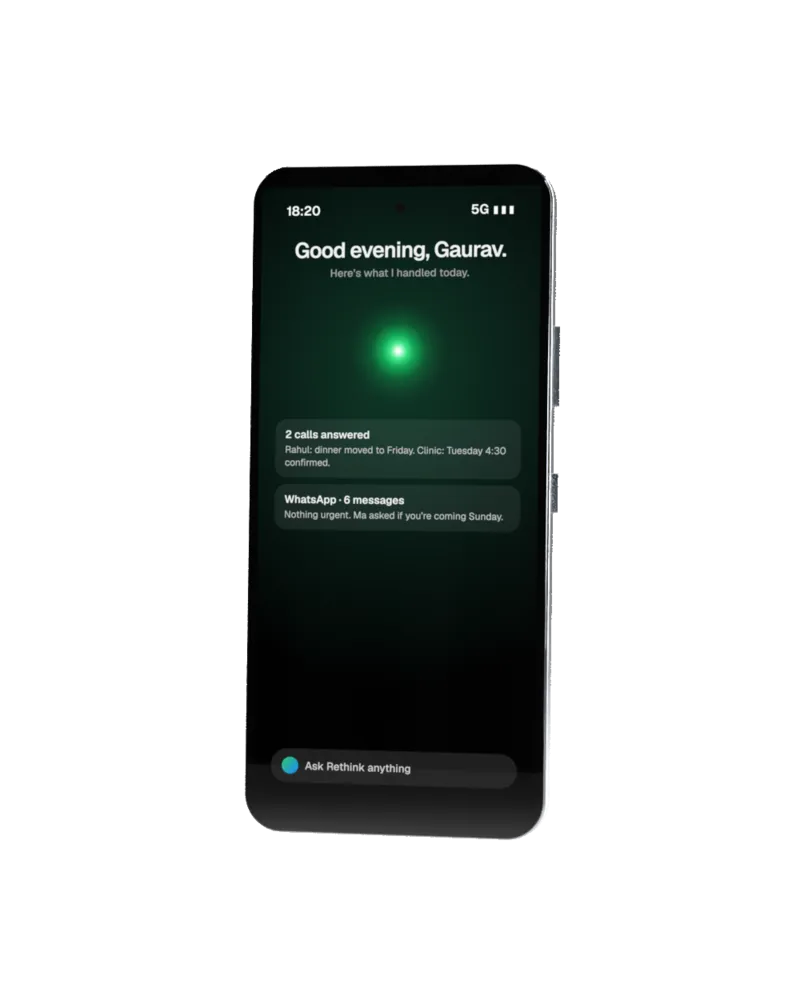 18:20
5G
Good evening, Gaurav.
Here's what I handled today.
2 calls answered
Rahul: dinner moved to Friday. Clinic: Tuesday 4:30
confirmed.
WhatsApp · 6 messages
Nothing urgent. Ma asked if you're coming Sunday.
Ask Rethink anything